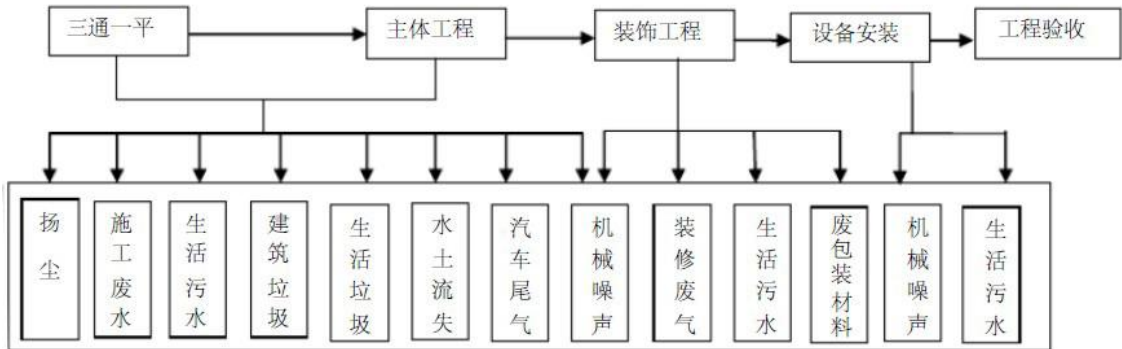 三通一平
主体工程
装饰工程
设备安装
工程验收
扬尘
施工废水
生活污水
建筑垃圾
生活垃圾
水土流失
汽车尾气
机械噪声
装修废气
生活污水
废包装材料
机械噪声
生活污水